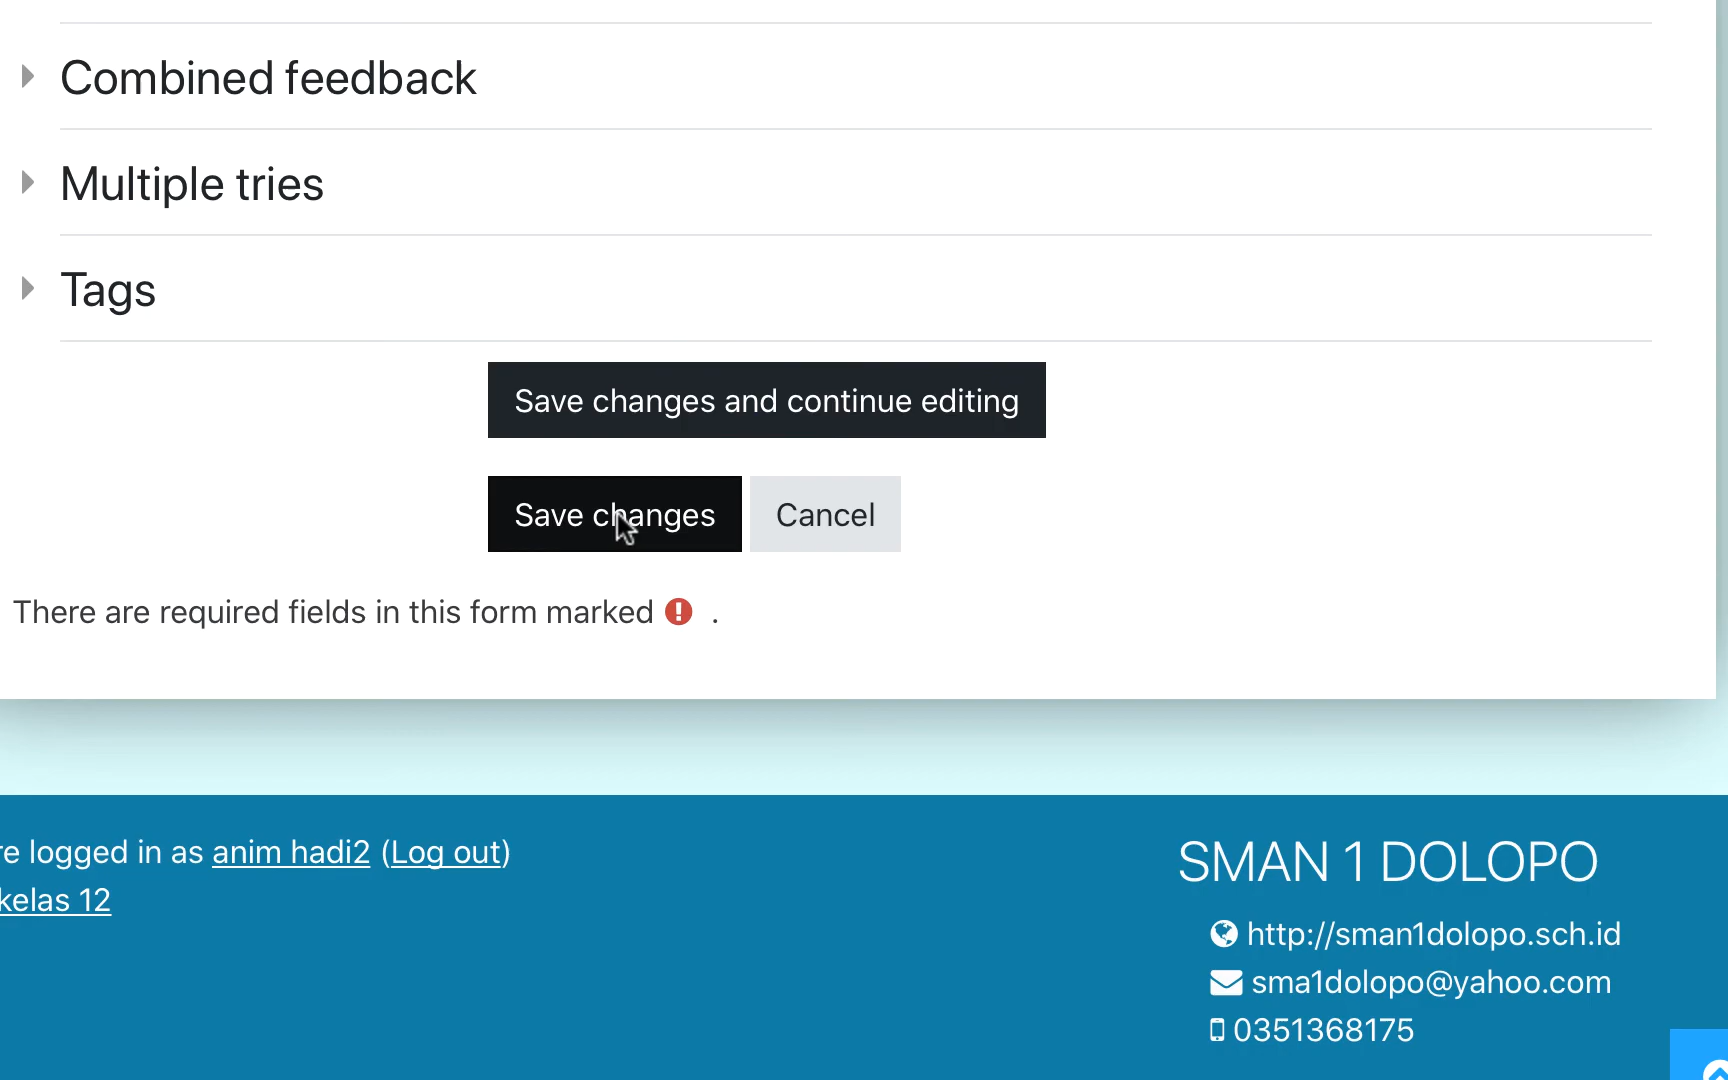 Combined feedback
Multiple tries
Tags
Save changes and continue editing
Save changes
Cancel
There are required fields in this form marked .
logged in as anim hadi2 (Log out)
kelas 12
SMAN 1 DOLOPO
http://sman1dolopo.sch.id
sma1dolopo@yahoo.com
0351368175